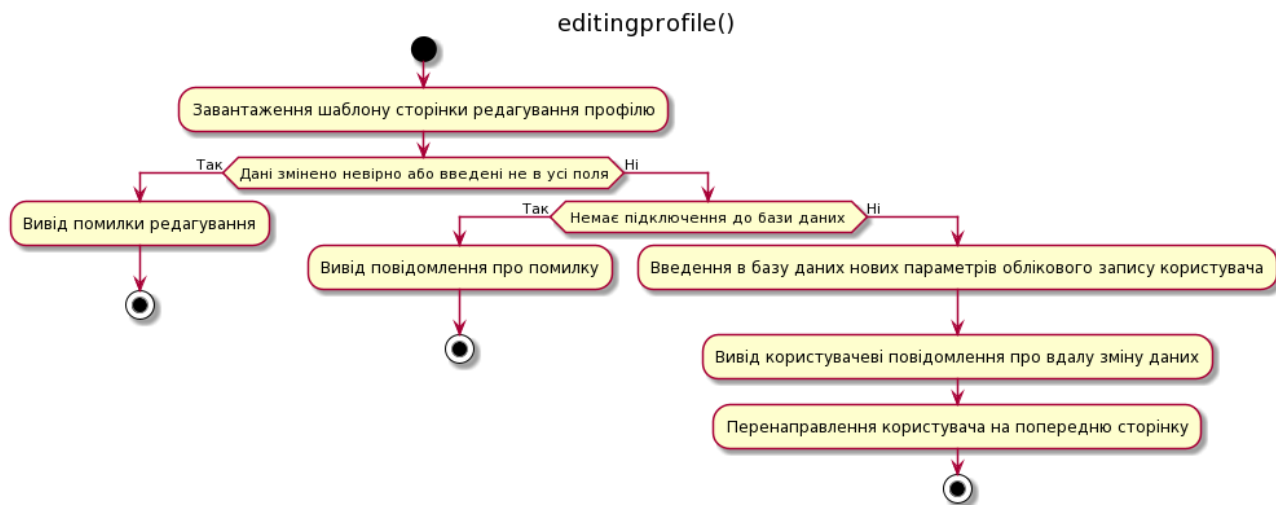 editingprofile()
Завантаження шаблону сторінки редагування профілю
Так
Дані змінено невірно або введені не в усі поля
Ні
Вивід помилки редагування
Так
Немає підключення до бази даних
Ні
Вивід повідомлення про помилку
Введення в базу даних нових параметрів облікового запису користувача
Вивід користувачеві повідомлення про вдалу зміну даних
Перенаправлення користувача на попередню сторінку